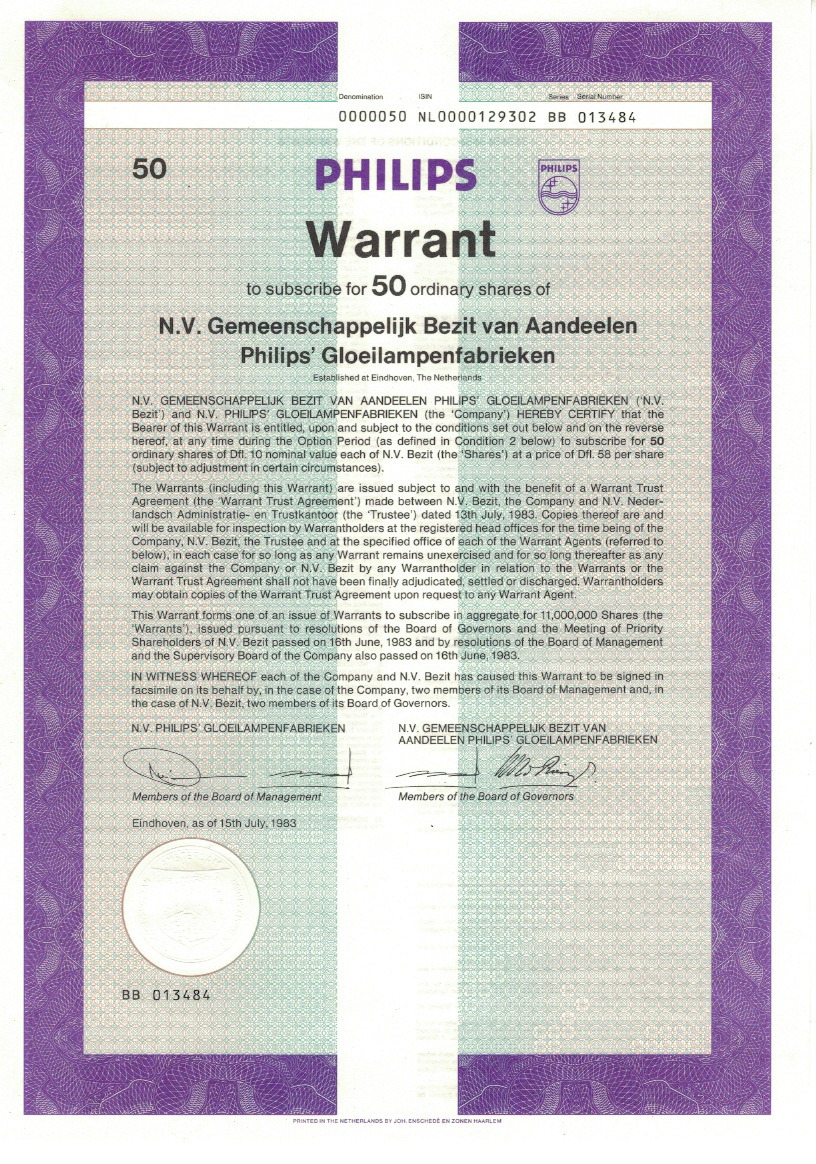 Denomination ISIN Series Serial Number
0000050 NL0000129302 BB 013484
50
PHILIPS
PHILIPS
Warrant
to subscribe for 50 ordinary shares of
N.V. Gemeenschappelijk Bezit van Aandeelen
Philips' Gloeilampenfabrieken
Established at Eindhoven, The Netherlands
N.V. GEMEENSCHAPPELIJK BEZIT VAN AANDEELEN PHILIPS' GLOEILAMPENFABRIEKEN ('N.V.
Bezit') and N.V. PHILIPS' GLOEILAMPENFABRIEKEN (the 'Company') HEREBY CERTIFY that the
Bearer of this Warrant is entitled, upon and subject to the conditions set out below and on the reverse
hereof, at any time during the Option Period (as defined in Condition 2 below) to subscribe for 50
ordinary shares of Dfl. 10 nominal value each of N.V. Bezit (the 'Shares') at a price of Dfl. 58 per share
(subject to adjustment in certain circumstances).
The Warrants (including this Warrant) are issued subject to and with the benefit of a Warrant Trust
Agreement (the 'Warrant Trust Agreement') made between N.V. Bezit, the Company and N.V. Neder-
landsch Administratie- en Trustkantoor (the 'Trustee') dated 13th July, 1983. Copies thereof are and
will be available for inspection by Warrantholders at the registered head offices for the time being of the
Company, N.V. Bezit, the Trustee and at the specified office of each of the Warrant Agents (referred to
below), in each case for so long as any Warrant remains unexercised and for so long thereafter as any
claim against the Company or N.V. Bezit by any Warrantholder in relation to the Warrants or the
Warrant Trust Agreement shall not have been finally adjudicated, settled or discharged. Warrantholders
may obtain copies of the Warrant Trust Agreement upon request to any Warrant Agent.
This Warrant forms one of an issue of Warrants to subscribe in aggregate for 11,000,000 Shares (the
'Warrants'), issued pursuant to resolutions of the Board of Governors and the Meeting of Priority
Shareholders of N.V. Bezit passed on 16th June, 1983 and by resolutions of the Board of Management
and the Supervisory Board of the Company also passed on 16th June, 1983.
IN WITNESS WHEREOF each of the Company and N.V. Bezit has caused this Warrant to be signed in
facsimile on its behalf by, in the case of the Company, two members of its Board of Management and, in
the case of N.V. Bezit, two members of its Board of Governors.
N.V. PHILIPS' GLOEILAMPENFABRIEKEN
N.V. GEMEENSCHAPPELIJK BEZIT VAN
AANDEELEN PHILIPS' GLOEILAMPENFABRIEKEN
Members of the Board of Management
Members of the Board of Governors
Eindhoven, as of 15th July, 1983
BB 013484
PRINTED IN THE NETHERLANDS BY JOH. ENSCHEDÉ EN ZONEN HAARLEM